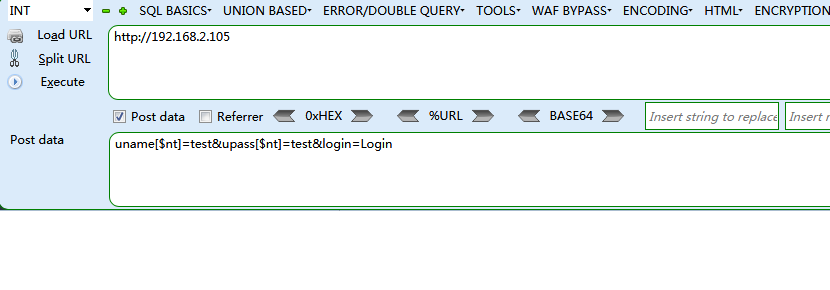 INT SQL BASICS UNION BASED ERROR/DOUBLE QUERY TOOLS WAF BYPASS ENCODING HTML ENCRYPTION
Load URL http://192.168.2.105
Split URL
Execute
Post data Referrer 0xHEX %URL BASE64 Insert string to replace Insert r
Post data uname[$nt]=test&upass[$nt]=test&login=Login